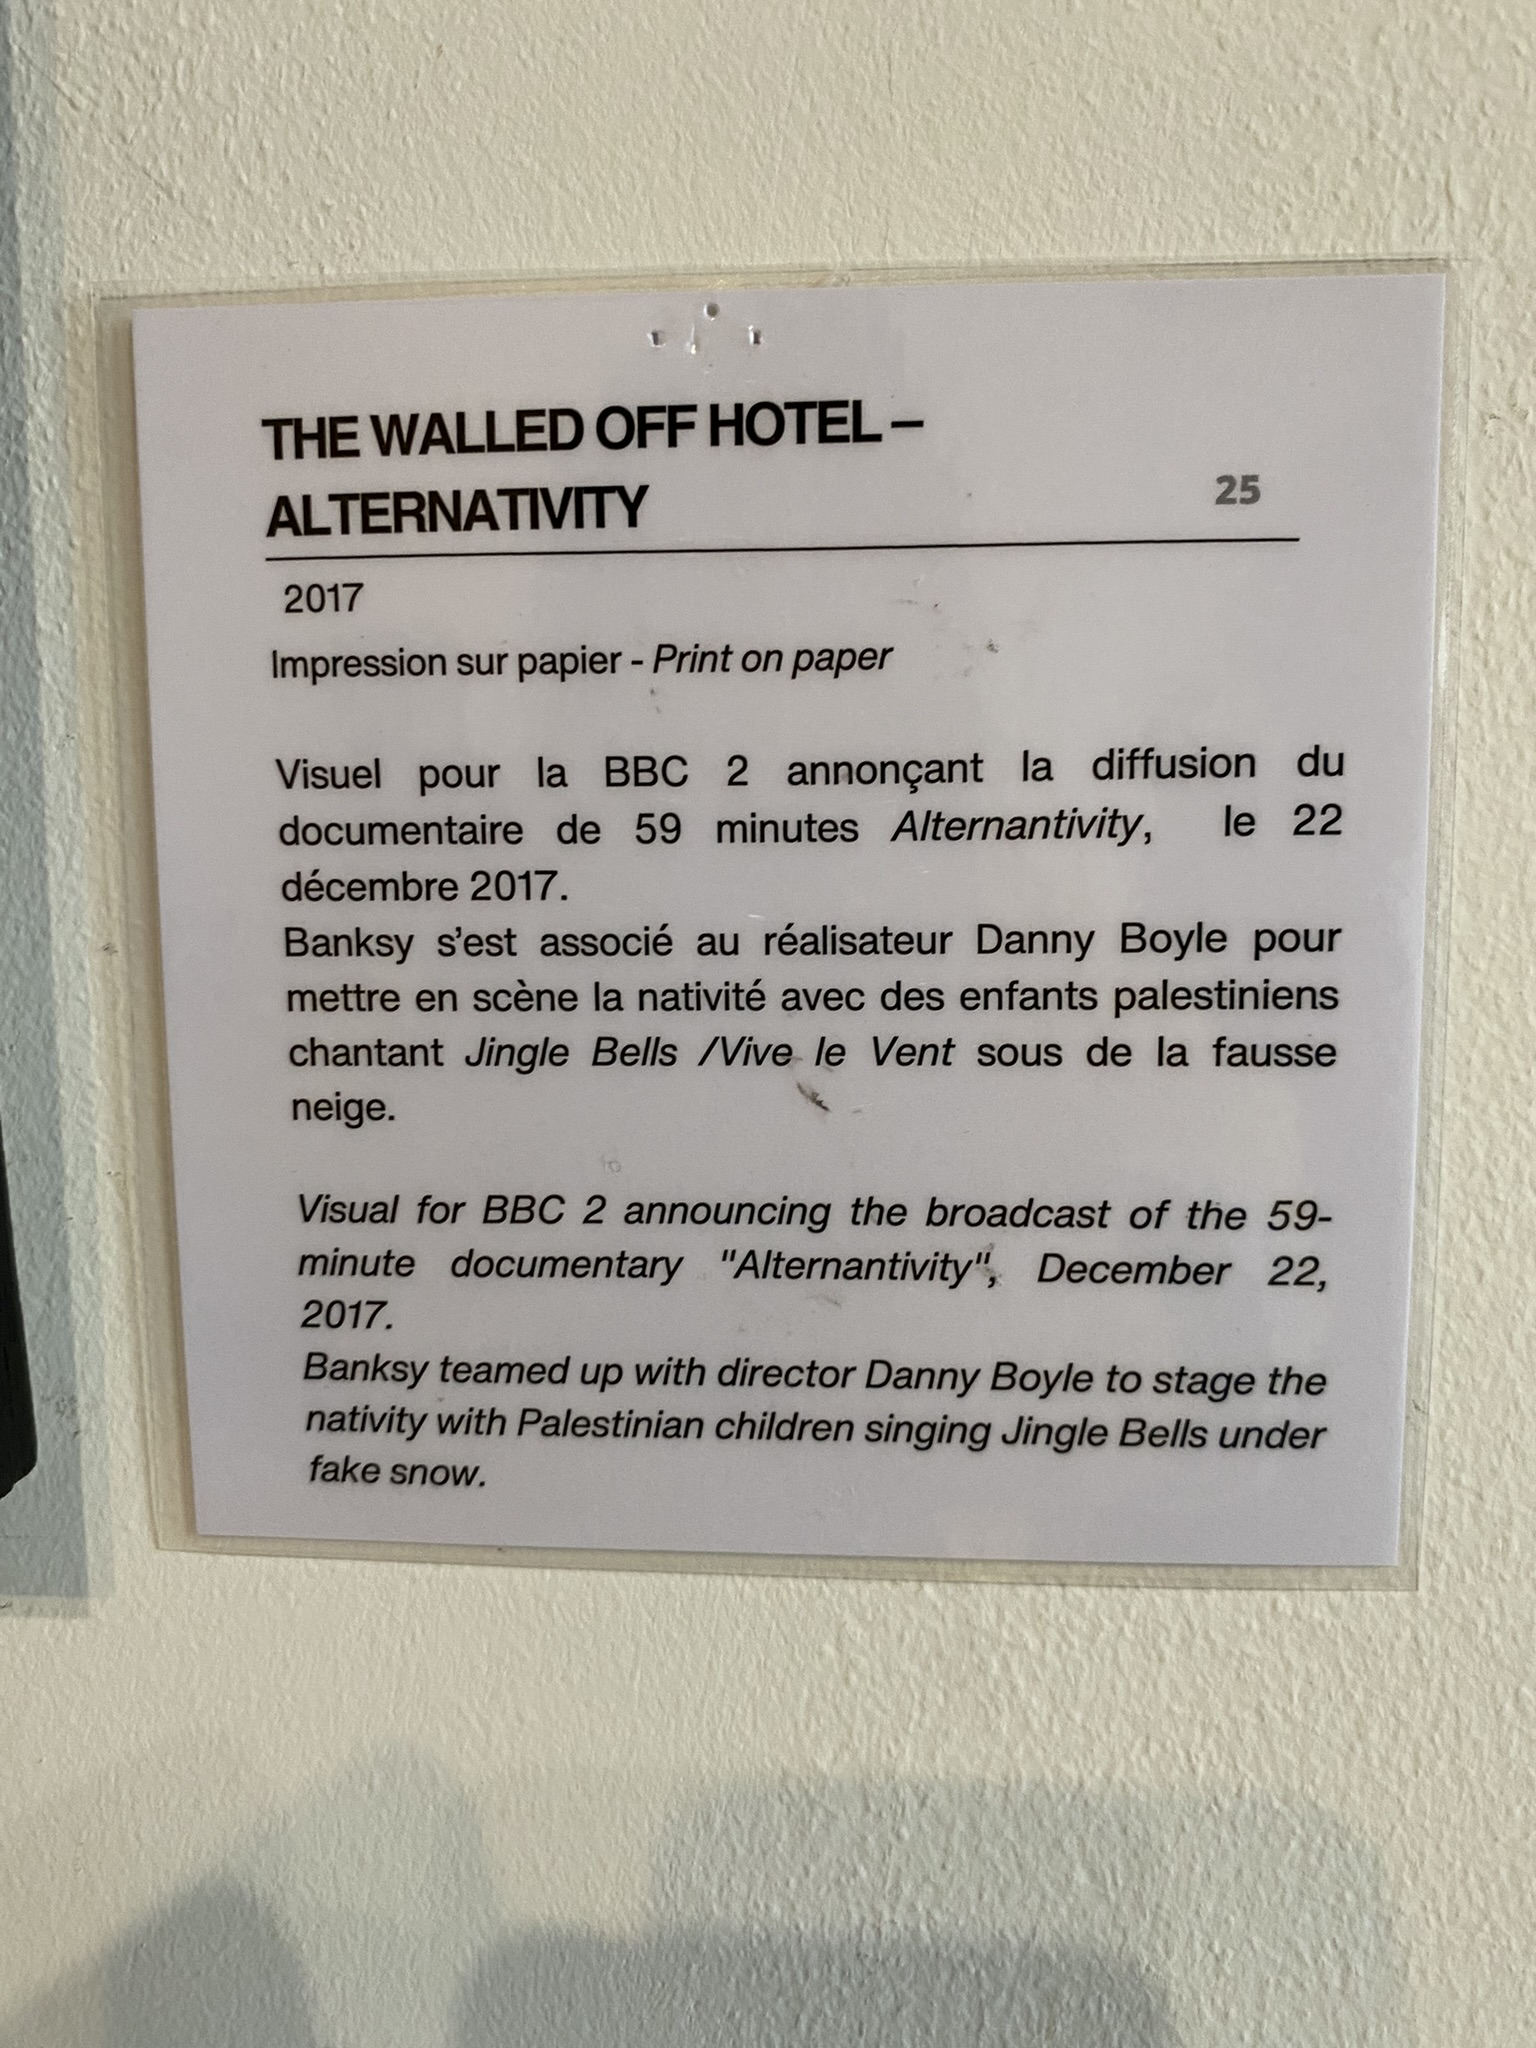 THE WALLED OFF HOTEL –
ALTERNATIVITY
25
2017
Impression sur papier - Print on paper
Visuel pour la BBC 2 annonçant la diffusion du
documentaire de 59 minutes Alternantivity, le 22
décembre 2017.
Banksy s'est associé au réalisateur Danny Boyle pour
mettre en scène la nativité avec des enfants palestiniens
chantant Jingle Bells /Vive le Vent sous de la fausse
neige.
Visual for BBC 2 announcing the broadcast of the 59-
minute documentary "Alternantivity", December 22,
2017.
Banksy teamed up with director Danny Boyle to stage the
nativity with Palestinian children singing Jingle Bells under
fake snow.